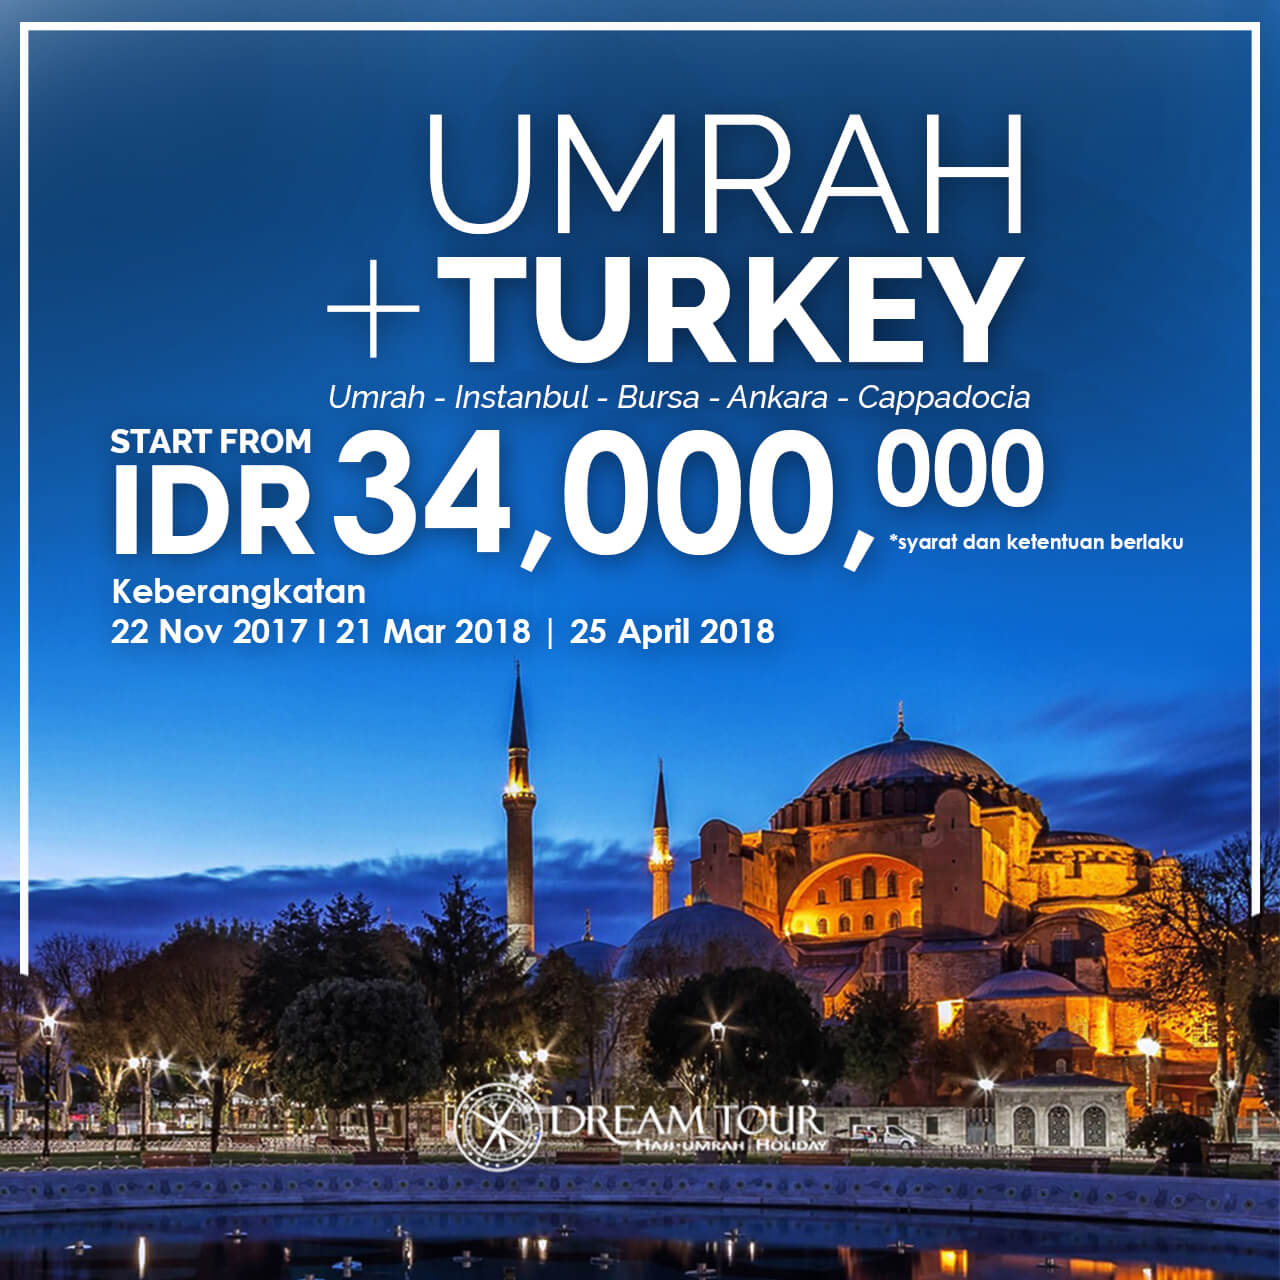 UMRAH
+TURKEY
Umrah - Instanbul - Bursa - Ankara - Cappadocia
START FROM
IDR 34,000,000
*syarat dan ketentuan berlaku
Keberangkatan
22 Nov 2017 I 21 Mar 2018 | 25 April 2018
DREAM TOUR
HAJJ•UMRAH HOLIDAY